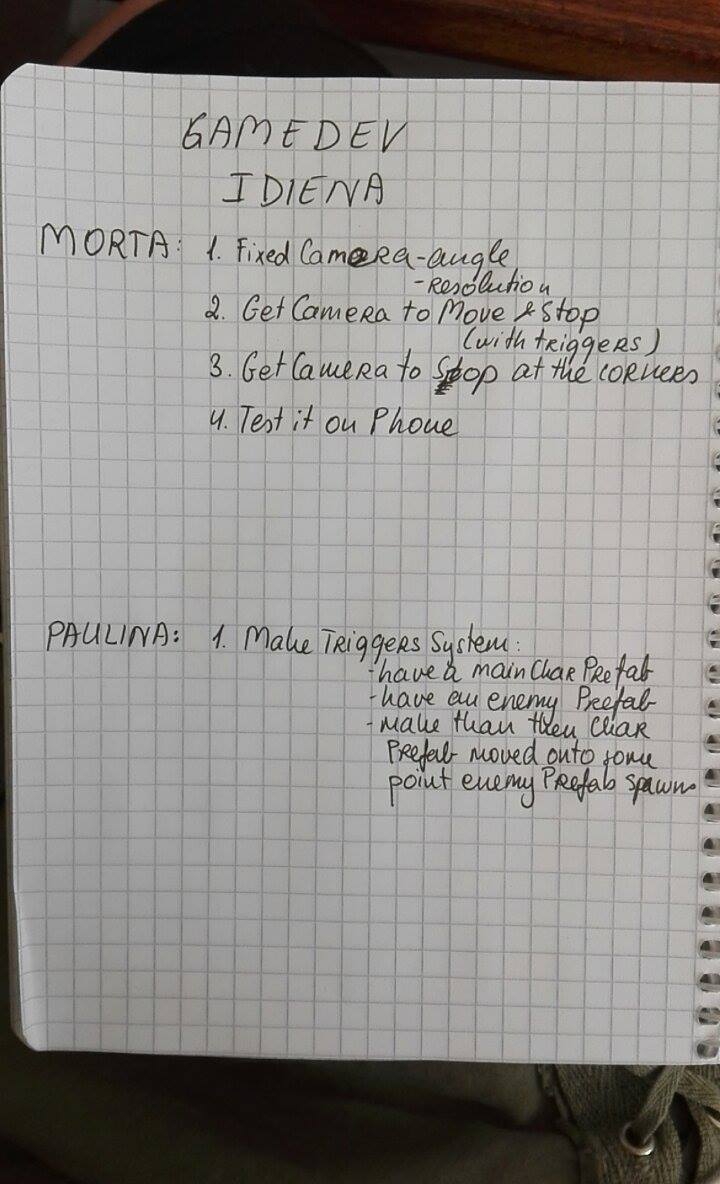 GAMEDEV
I DIENA
MORTA: 1. Fixed Camera-angle
-Resolution
2. Get Camera to Move & Stop
(with triggers)
3. Get Camera to Stop at the corners
4. Test it on Phone
PAULINA: 1. Make Triggers System:
-have a main Char Prefab
-have an enemy Prefab
-make than then Char
Prefab moved onto some
point enemy Prefab spawns